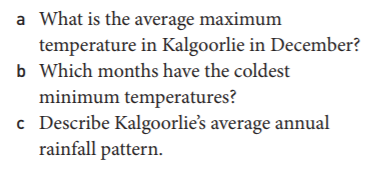 a What is the average maximum
temperature in Kalgoorlie in December?
b Which months have the coldest
minimum temperatures?
c Describe Kalgoorlie's average annual
rainfall pattern.